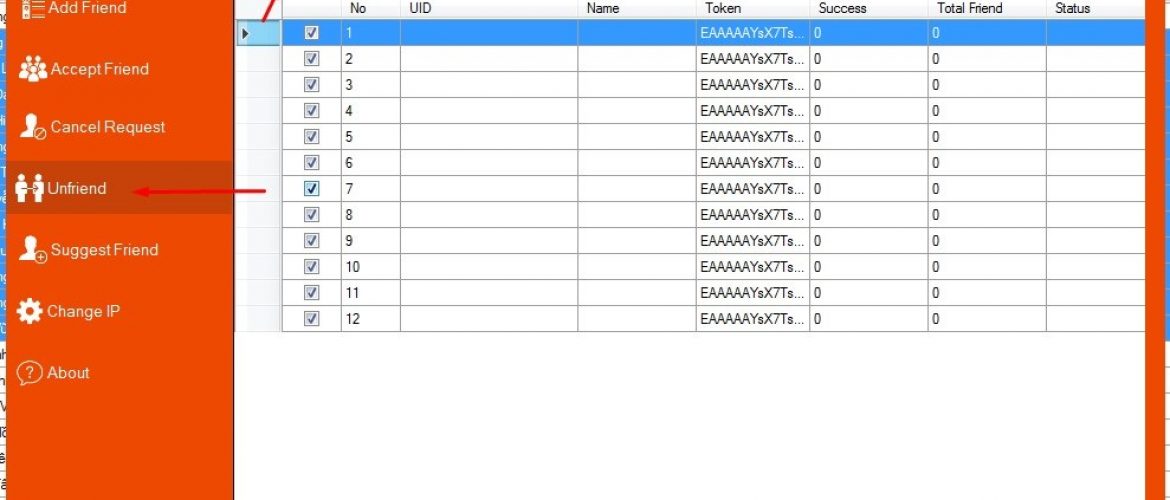 Add Friend
Accept Friend
Cancel Request
Unfriend
Suggest Friend
Change IP
About
No UID Name Token Success Total Friend Status
1 EAAAAAYsX7Ts... 0 0
2 EAAAAAYsX7Ts... 0 0
3 EAAAAAYsX7Ts... 0 0
4 EAAAAAYsX7Ts... 0 0
5 EAAAAAYsX7Ts... 0 0
6 EAAAAAYsX7Ts... 0 0
7 EAAAAAYsX7Ts... 0 0
8 EAAAAAYsX7Ts... 0 0
9 EAAAAAYsX7Ts... 0 0
10 EAAAAAYsX7Ts... 0 0
11 EAAAAAYsX7Ts... 0 0
12 EAAAAAYsX7Ts... 0 0